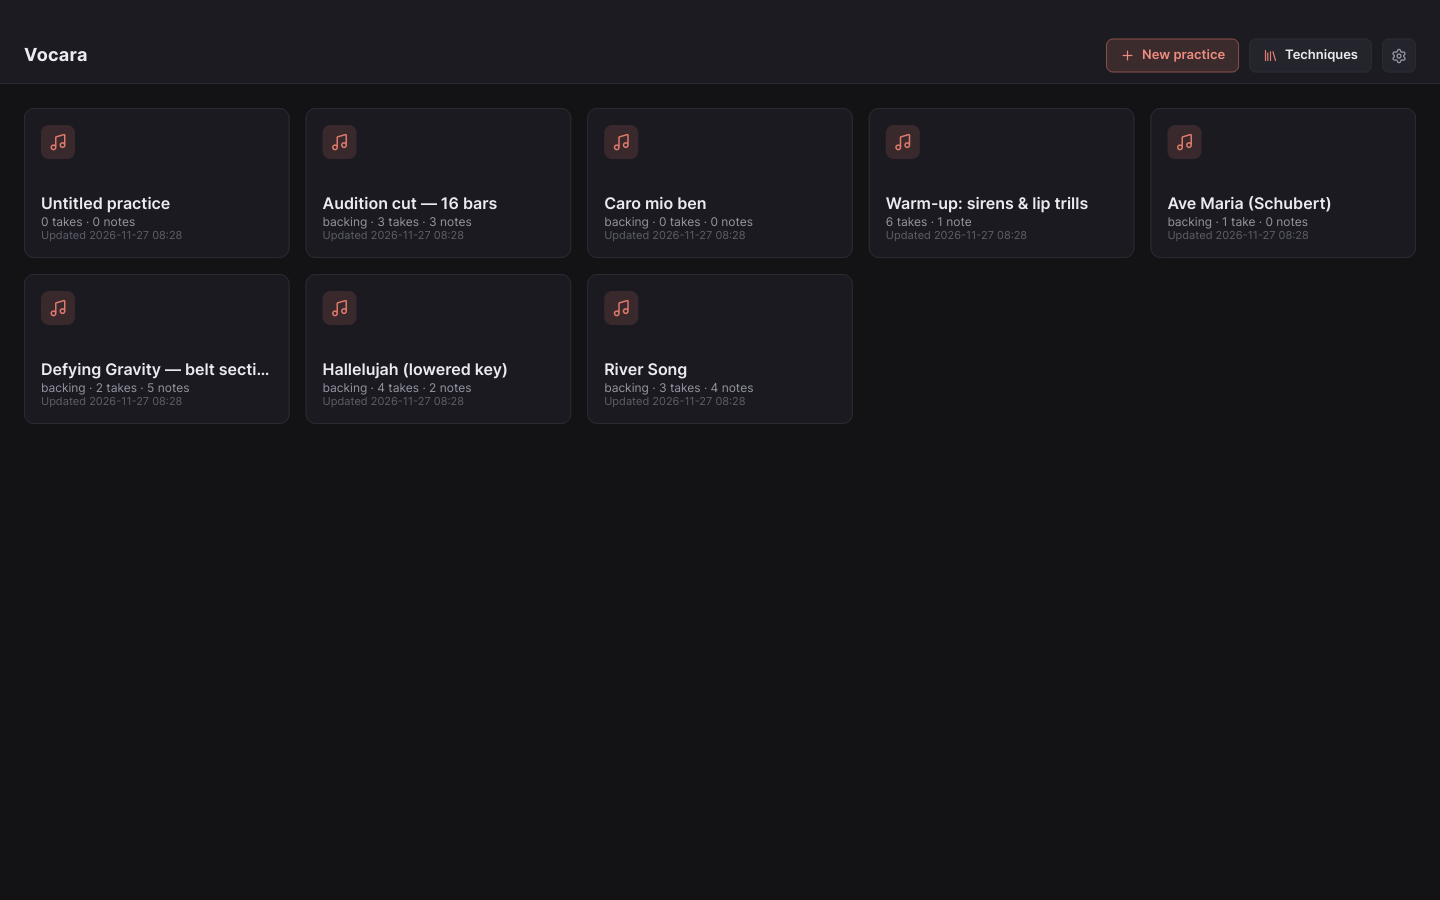 Vocara
New practice
Techniques
Untitled practice
0 takes · 0 notes
Updated 2026-11-27 08:28
Audition cut — 16 bars
backing · 3 takes · 3 notes
Updated 2026-11-27 08:28
Caro mio ben
backing · 0 takes · 0 notes
Updated 2026-11-27 08:28
Warm-up: sirens & lip trills
6 takes · 1 note
Updated 2026-11-27 08:28
Ave Maria (Schubert)
backing · 1 take · 0 notes
Updated 2026-11-27 08:28
Defying Gravity — belt secti...
backing · 2 takes · 5 notes
Updated 2026-11-27 08:28
Hallelujah (lowered key)
backing · 4 takes · 2 notes
Updated 2026-11-27 08:28
River Song
backing · 3 takes · 4 notes
Updated 2026-11-27 08:28